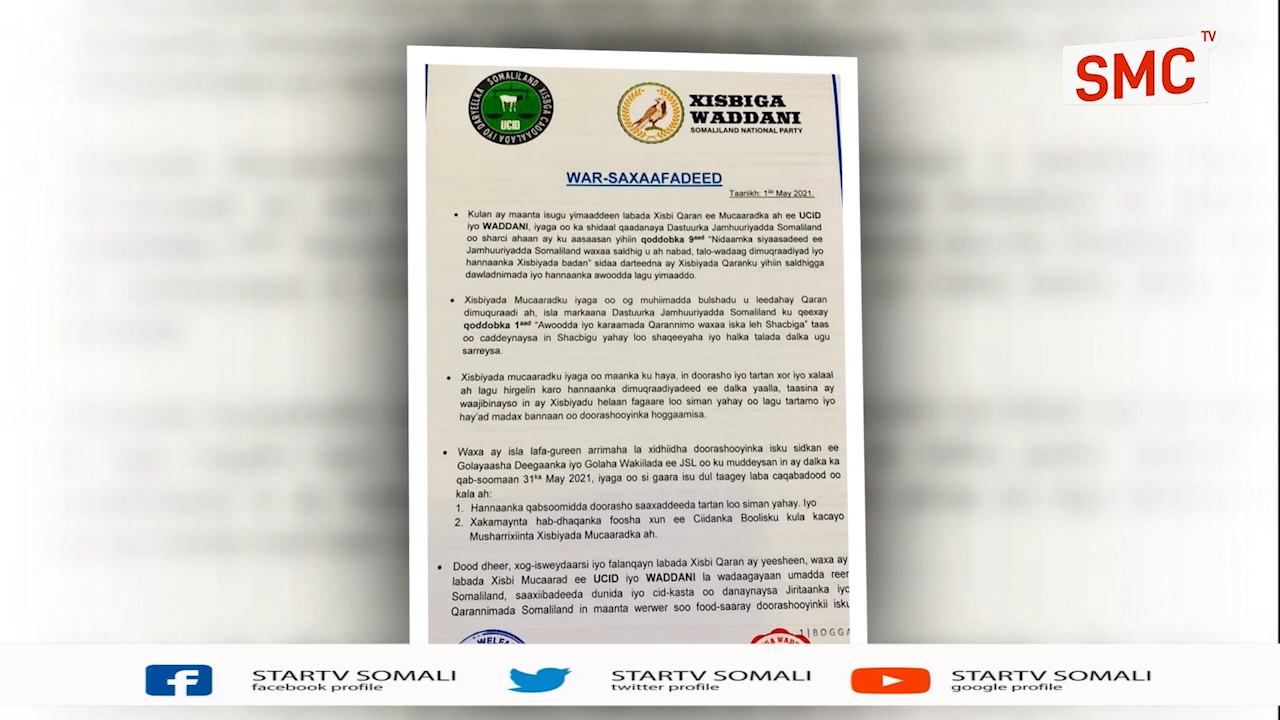 SMC TV
SOMALILAND XISBGA CADDAALADA IYO DARYEELKA
UCID
XISBIGA
WADDANI
SOMALILAND NATIONAL PARTY
WAR-SAXAAFADEED
Taariikh: 1da May 2021.
• Kulan ay maanta isugu yimaaddeen labada Xisbi Qaran ee Mucaaradka ah ee UCID
iyo WADDANI, iyaga oo ka shidaal qaadanaya Dastuurka Jamhuuriyadda Somaliland
oo sharci ahaan ay ku aasaasan yihiin qoddobka 9aad “Nidaamka siyaasadeed ee
Jamhuuriyadda Somaliland waxaa saldhig u ah nabad, talo-wadaag dimuqraadiyad iyo
hannaanka Xisbiyada badan” sidaa darteedna ay Xisbiyada Qaranku yihiin saldhigga
dawladnimada iyo hannaanka awoodda lagu yimaaddo.
• Xisbiyada Mucaaradku iyaga oo og muhiimadda bulshadu u leedahay Qaran
dimuquraadi ah, isla markaana Dastuurka Jamhuuriyadda Somaliland ku qeexay
qoddobka 1aad “Awoodda iyo karaamada Qarannimo waxaa iska leh Shacbiga” taas
oo caddeynaysa in Shacbigu yahay loo shaqeeyaha iyo halka talada dalka ugu
sarreysa.
• Xisbiyada mucaaradku iyaga oo maanka ku haya, in doorasho iyo tartan xor iyo xalaal
ah lagu hirgelin karo hannaanka dimuqraadiyadeed ee dalka yaalla, taasina ay
waajibinayso in ay Xisbiyadu helaan fagaare loo siman yahay oo lagu tartamo iyo
hay’ad madax bannaan oo doorashooyinka hoggaamisa.
• Waxa ay isla lafa-gureen arrimaha la xidhiidha doorashooyinka isku sidkan ee
Golayaasha Deegaanka iyo Golaha Wakiilada ee JSL oo ku muddeysan in ay dalka ka
qab-soomaan 31ka May 2021, iyaga oo si gaara isu dul taagey laba caqabadood oo
kala ah:
1. Hannaanka qabsoomidda doorasho saaxaddeeda tartan loo siman yahay. Iyo
2. Xakamaynta hab-dhaqanka foosha xun ee Ciidanka Boolisku kula kacayo
Musharrixiinta Xisbiyada Mucaaradka ah.
• Dood dheer, xog-isweydaarsi iyo falanqayn labada Xisbi Qaran ay yeesheen, waxa ay
labada Xisbi Mucaarad ee UCID iyo WADDANI la wadaagayaan umadda reer
Somaliland, saaxiibadeeda dunida iyo cid-kasta oo danaynaysa Jiritaanka iyo
Qarannimada Somaliland in maanta werwer soo food-saaray doorashooyinkii isku
1|BOGGA
WELFA
STARTV SOMALI
facebook profile
STARTV SOMALI
twitter profile
STARTV SOMALI
google profile